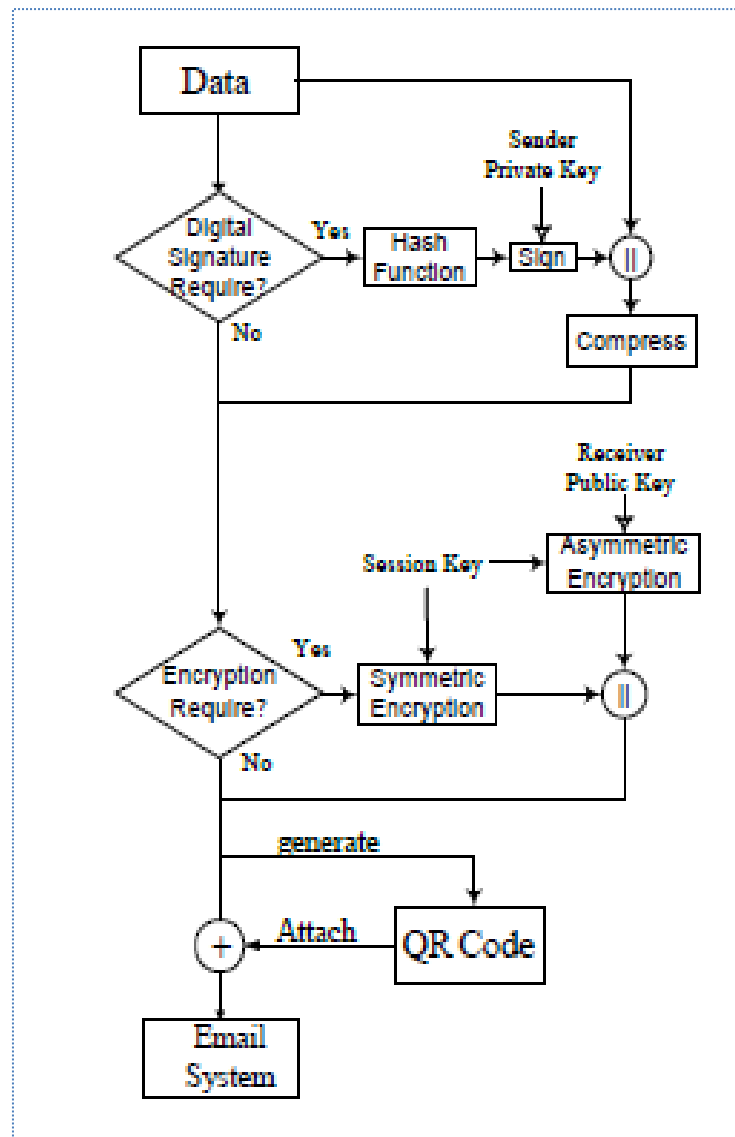 Data
Sender
Private Key
Digital
Signature
Require?
Yes
Hash
Function
Sign
||
No
Compress
Receiver
Public Key
Session Key
Asymmetric
Encryption
Encryption
Require?
Yes
Symmetric
Encryption
||
No
generate
+
Attach
QR Code
Email
System